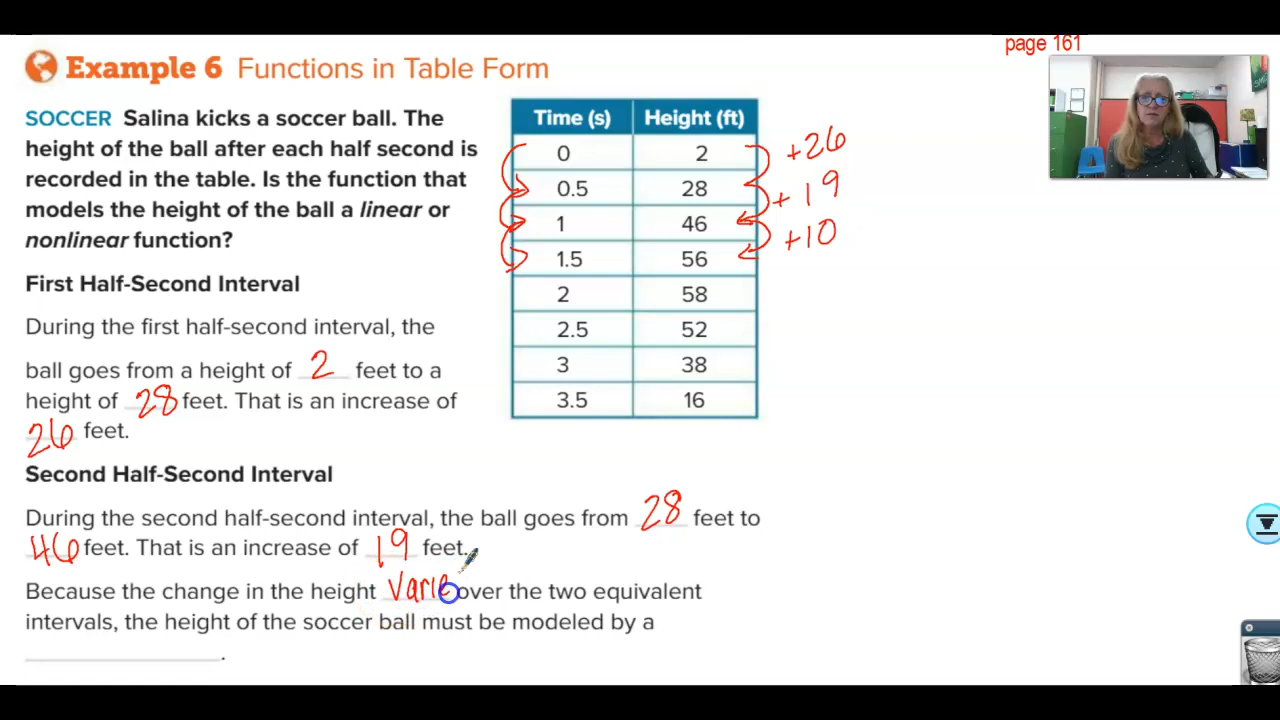 page 161
Example 6 Functions in Table Form
SOCCER Salina kicks a soccer ball. The
height of the ball after each half second is
recorded in the table. Is the function that
models the height of the ball a linear or
nonlinear function?
Time (s) Height (ft)
0 2
0.5 28
1 46
1.5 56
2 58
2.5 52
3 38
3.5 16
+26
+19
+10
First Half-Second Interval
During the first half-second interval, the
ball goes from a height of 2 feet to a
height of 28 feet. That is an increase of
26 feet.
Second Half-Second Interval
During the second half-second interval, the ball goes from 28 feet to
46 feet. That is an increase of 19 feet.
Because the change in the height varie over the two equivalent
intervals, the height of the soccer ball must be modeled by a
____________.